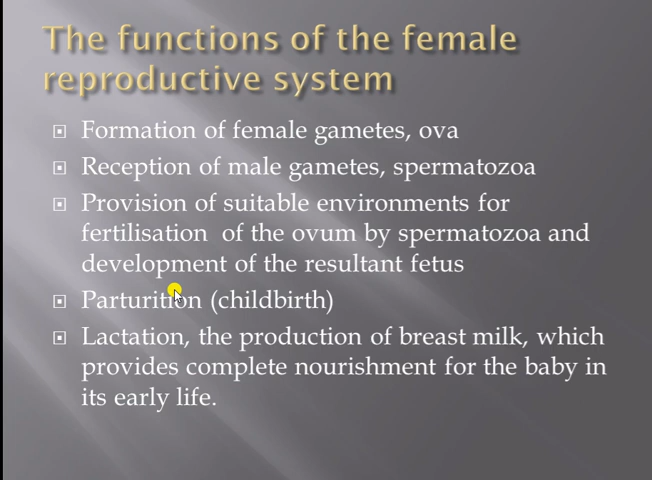 The functions of the female
reproductive system
Formation of female gametes, ova
Reception of male gametes, spermatozoa
Provision of suitable environments for
fertilisation of the ovum by spermatozoa and
development of the resultant fetus
Parturition (childbirth)
Lactation, the production of breast milk, which
provides complete nourishment for the baby in
its early life.